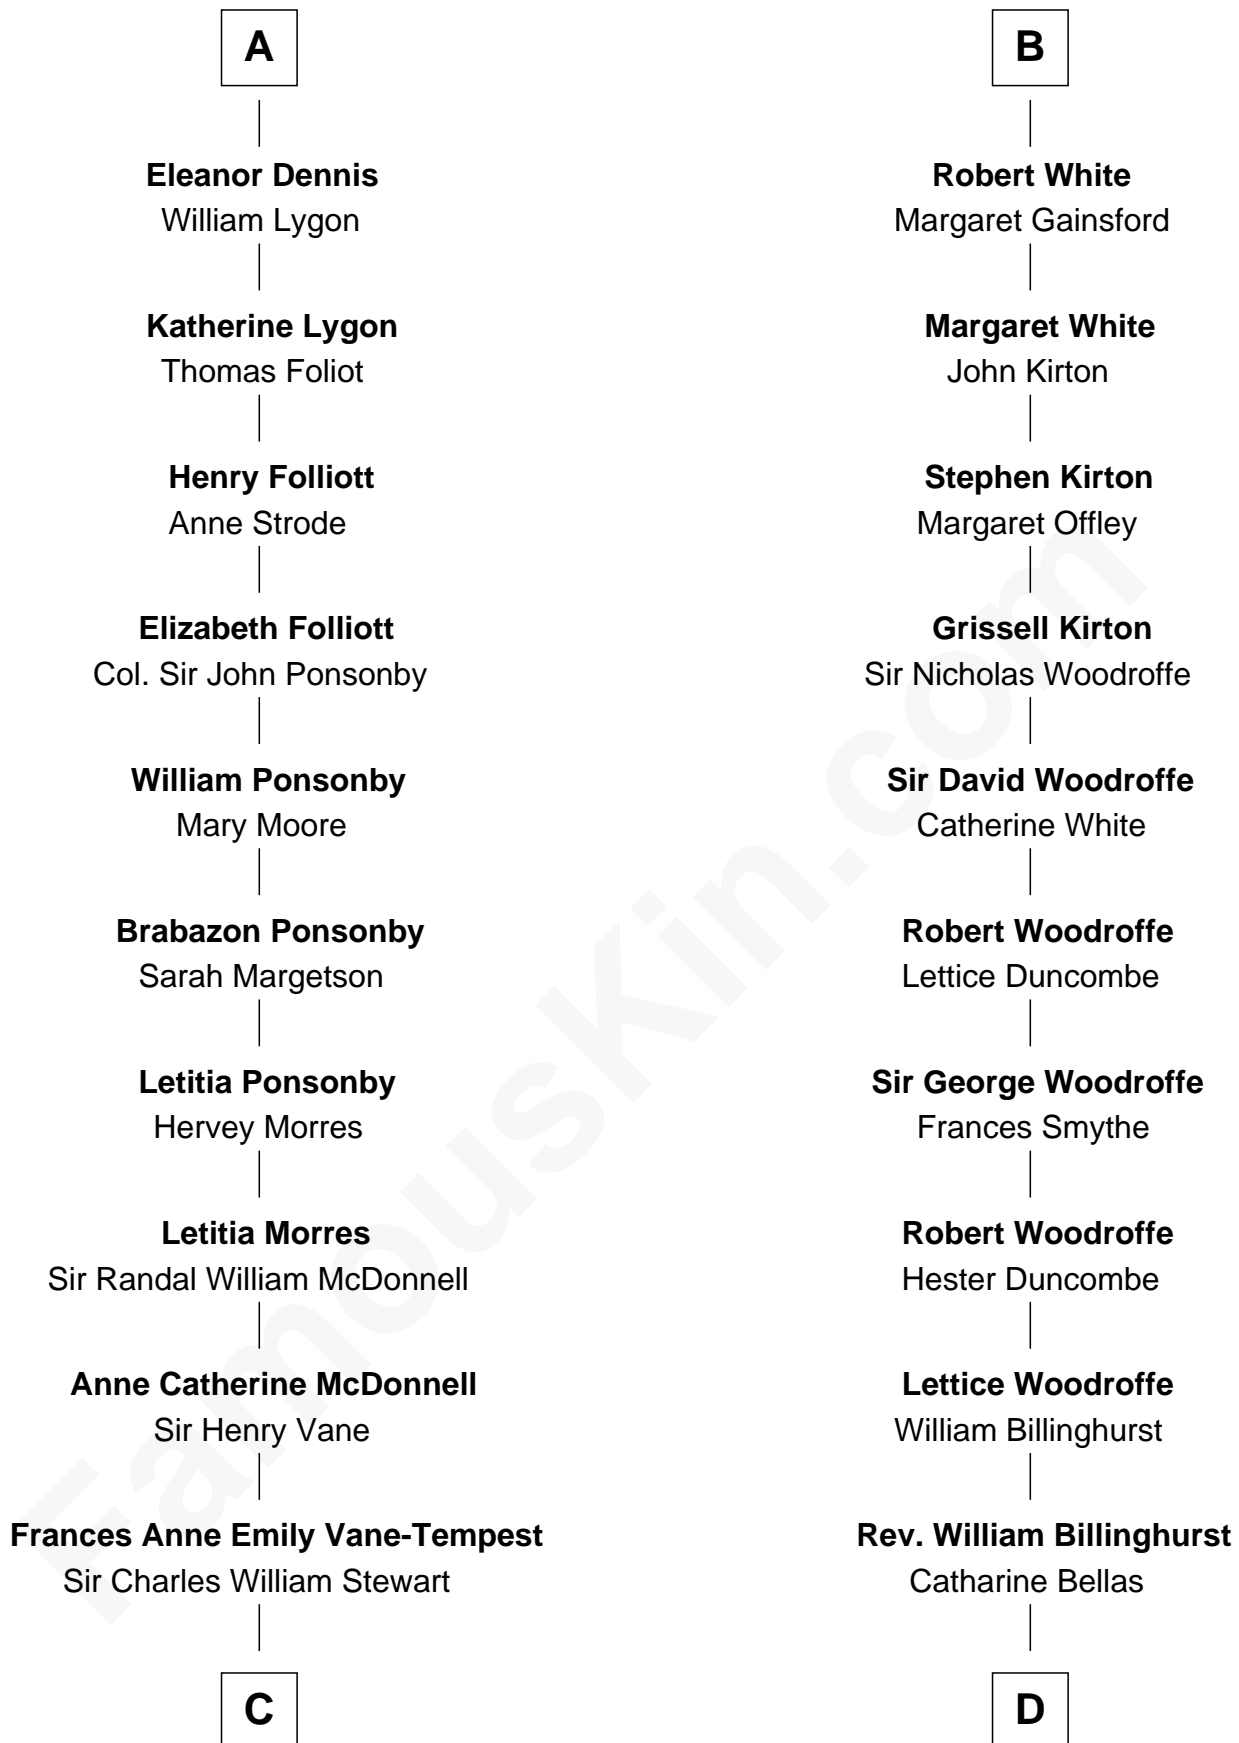 A
Eleanor Dennis
William Lygon
Katherine Lygon
Thomas Foliot
Henry Folliott
Anne Strode
Elizabeth Folliott
Col. Sir John Ponsonby
William Ponsonby
Mary Moore
Brabazon Ponsonby
Sarah Margetson
Letitia Ponsonby
Hervey Morres
Letitia Morres
Sir Randal William McDonnell
Anne Catherine McDonnell
Sir Henry Vane
Frances Anne Emily Vane-Tempest
Sir Charles William Stewart
C
B
Robert White
Margaret Gainsford
Margaret White
John Kirton
Stephen Kirton
Margaret Offley
Grissell Kirton
Sir Nicholas Woodroffe
Sir David Woodroffe
Catherine White
Robert Woodroffe
Lettice Duncombe
Sir George Woodroffe
Frances Smythe
Robert Woodroffe
Hester Duncombe
Lettice Woodroffe
William Billinghurst
Rev. William Billinghurst
Catharine Bellas
D
FamousKin.com